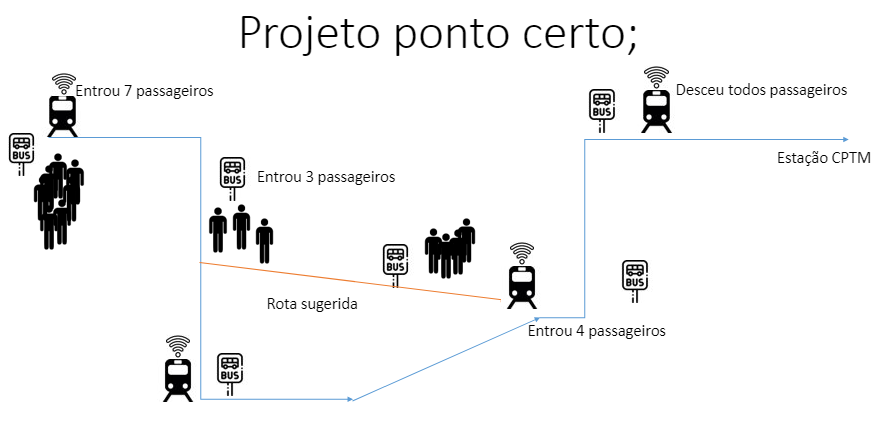 Projeto ponto certo;
Entrou 7 passageiros
Desceu todos passageiros
BUS
BUS
Estação CPTM
BUS
Entrou 3 passageiros
BUS
BUS
Rota sugerida
Entrou 4 passageiros
BUS